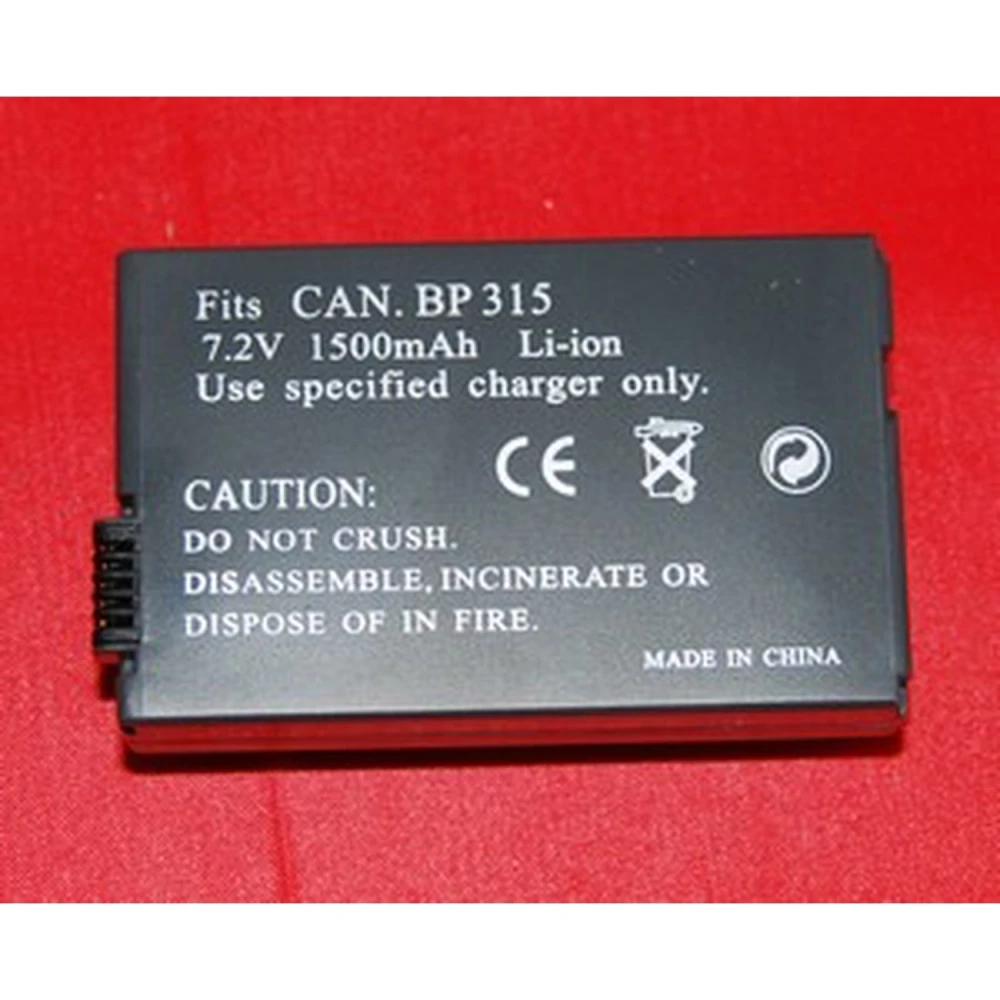 Fits CAN. BP 315
7.2V 1500mAh Li-ion
Use specified charger only.
CE
CAUTION:
DO NOT CRUSH.
DISASSEMBLE, INCINERATE OR
DISPOSE OF IN FIRE.
MADE IN CHINA